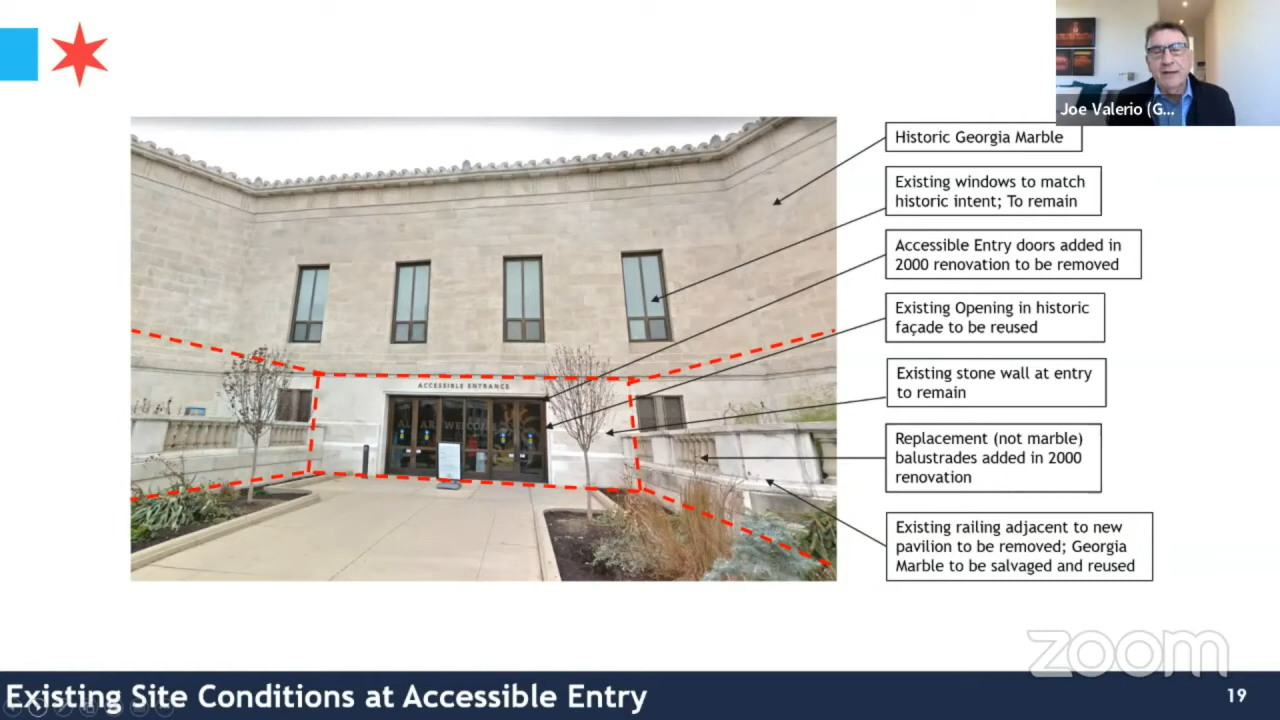 Joe Valerio (G...
Historic Georgia Marble
Existing windows to match
historic intent; To remain
Accessible Entry doors added in
2000 renovation to be removed
Existing Opening in historic
façade to be reused
Existing stone wall at entry
to remain
Replacement (not marble)
balustrades added in 2000
renovation
Existing railing adjacent to new
pavilion to be removed; Georgia
Marble to be salvaged and reused
ACCESSIBLE ENTRANCE
zoom
Existing Site Conditions at Accessible Entry
19